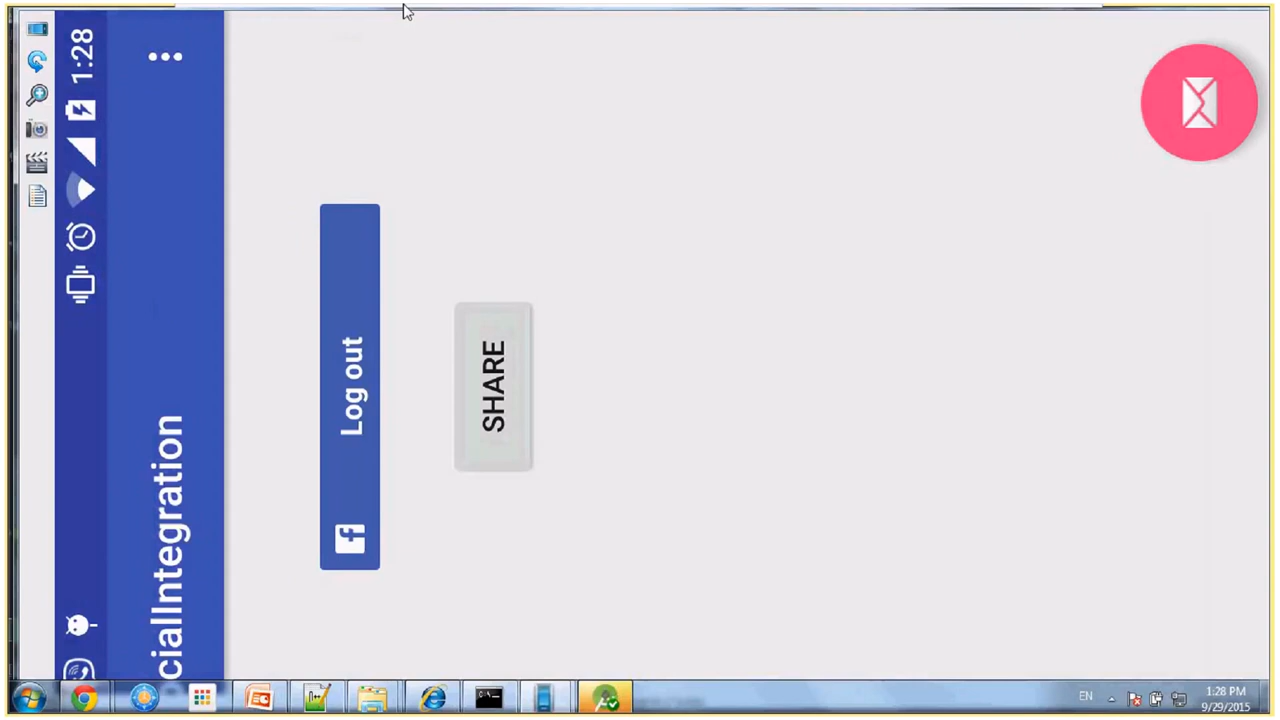 1:28
cialIntegration
Log out
SHARE
EN
1:28 PM
9/29/2015